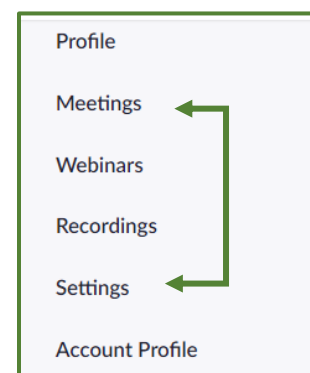 Profile
Meetings
Webinars
Recordings
Settings
Account Profile